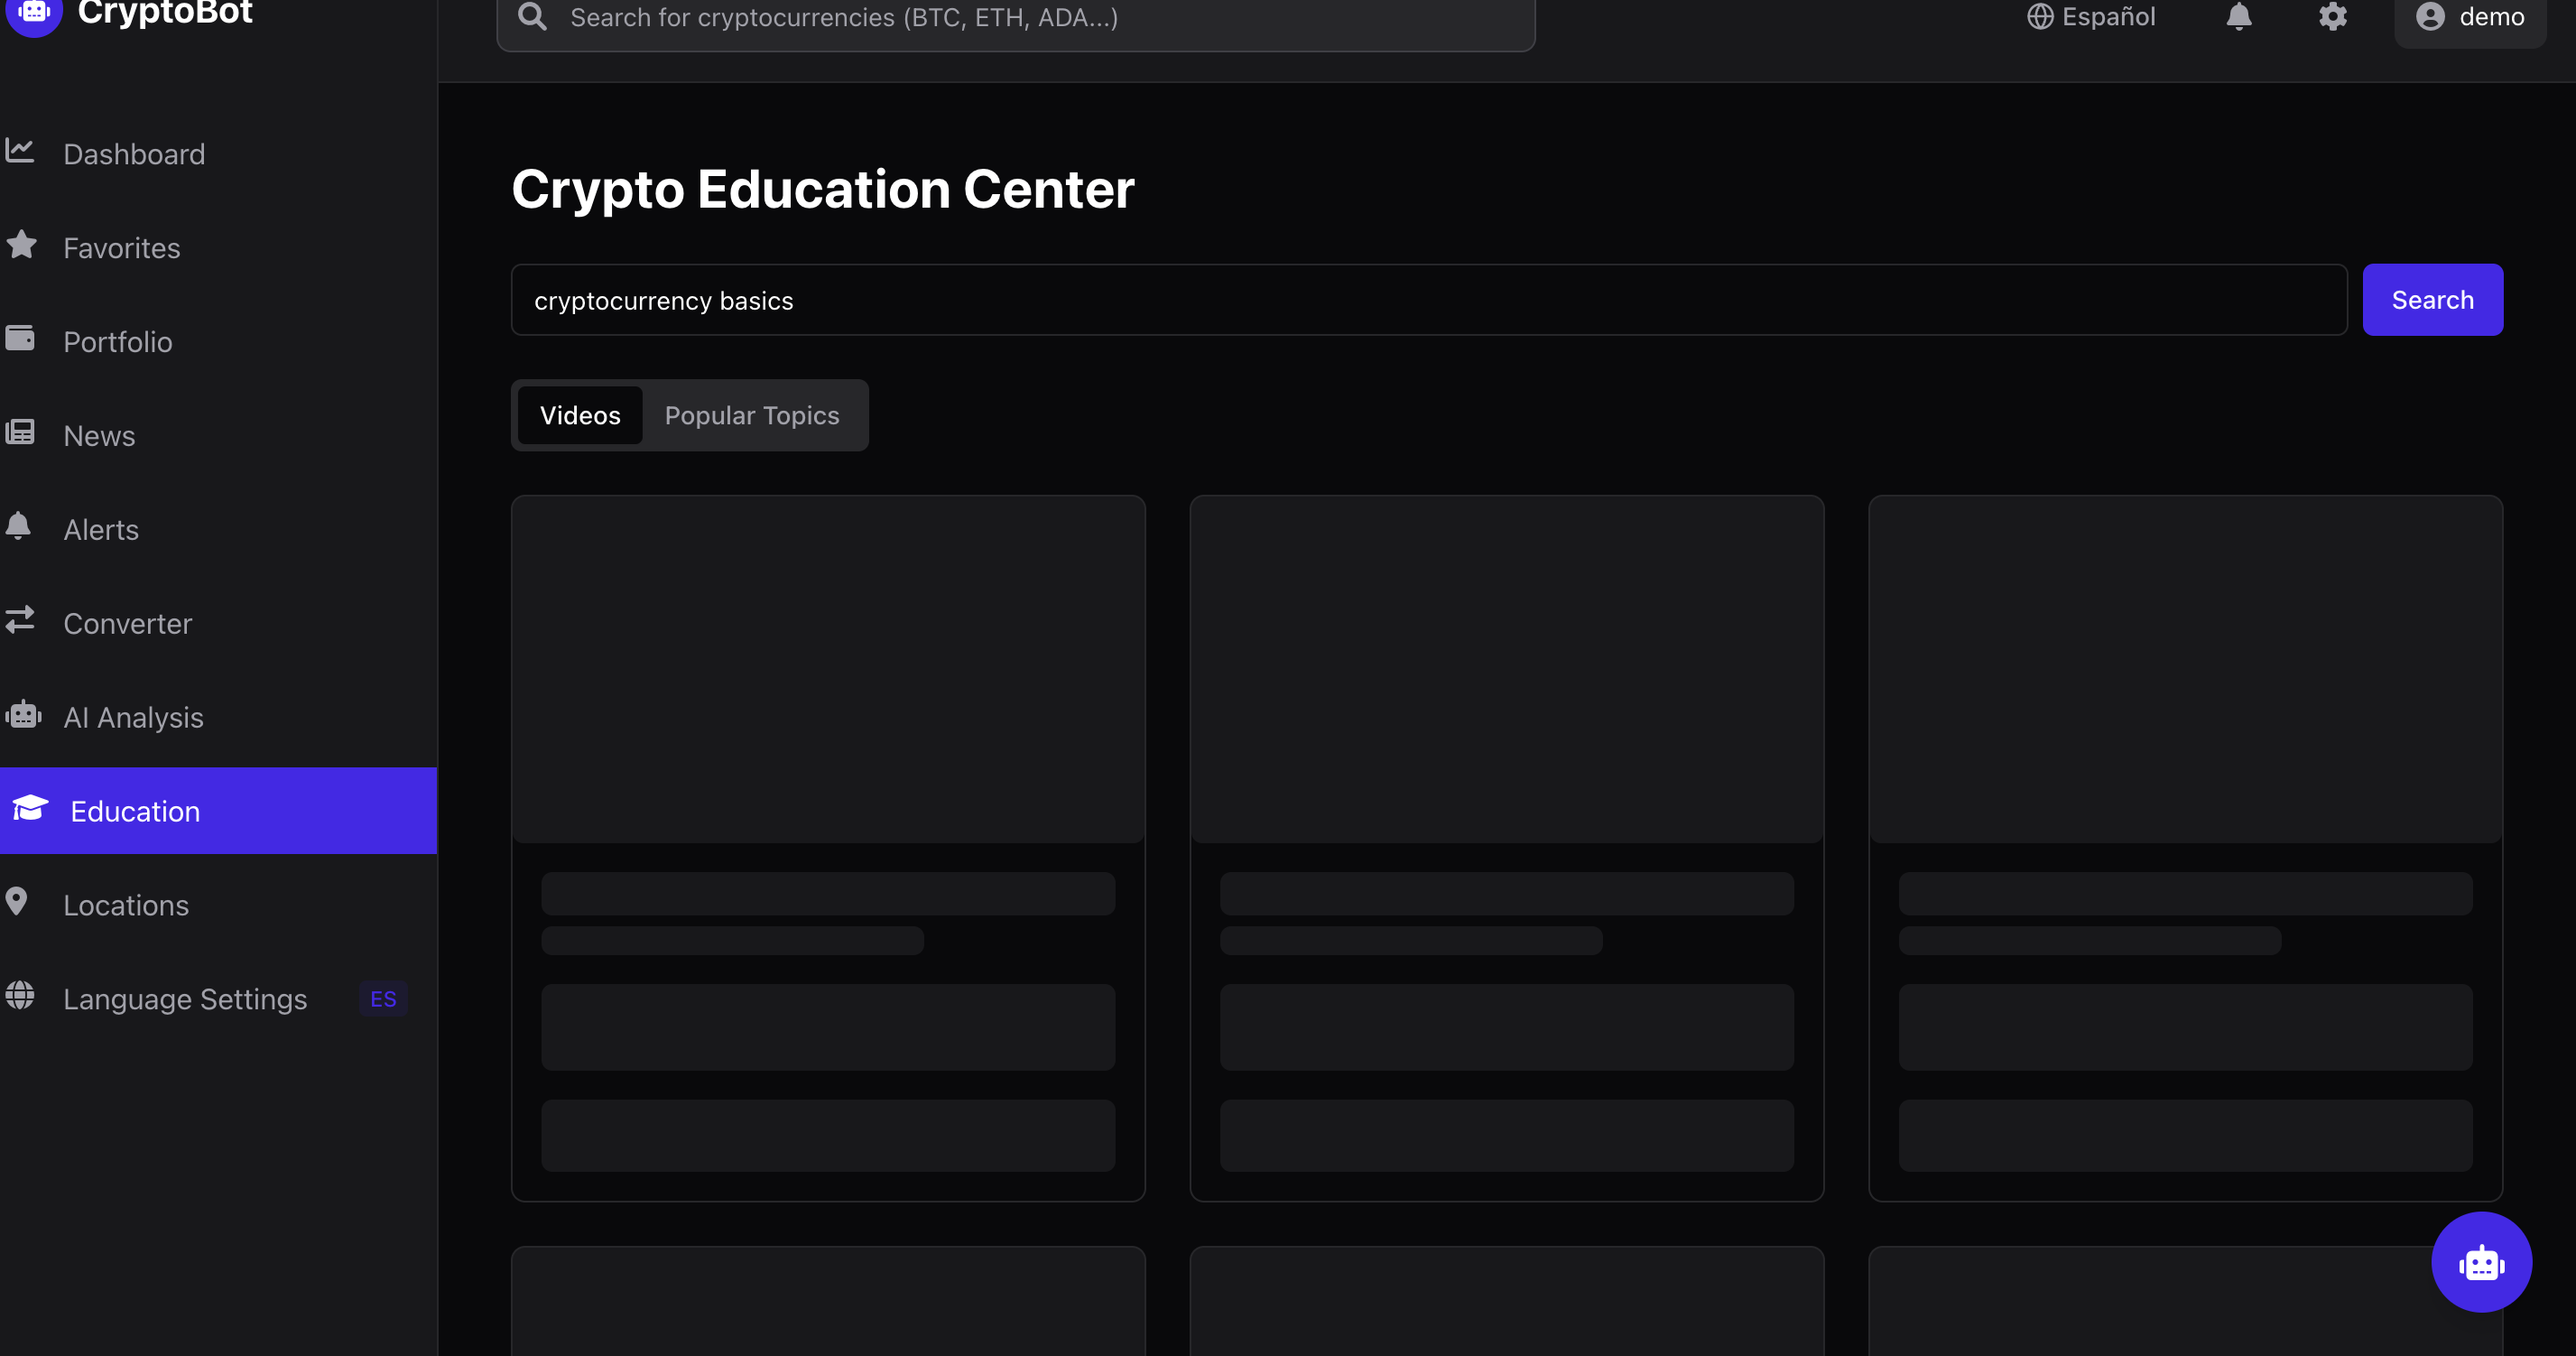 CryptoBot
Search for cryptocurrencies (BTC, ETH, ADA...)
Español
demo
Dashboard
Favorites
Portfolio
News
Alerts
Converter
AI Analysis
Education
Locations
Language Settings ES
Crypto Education Center
cryptocurrency basics
Search
Videos
Popular Topics